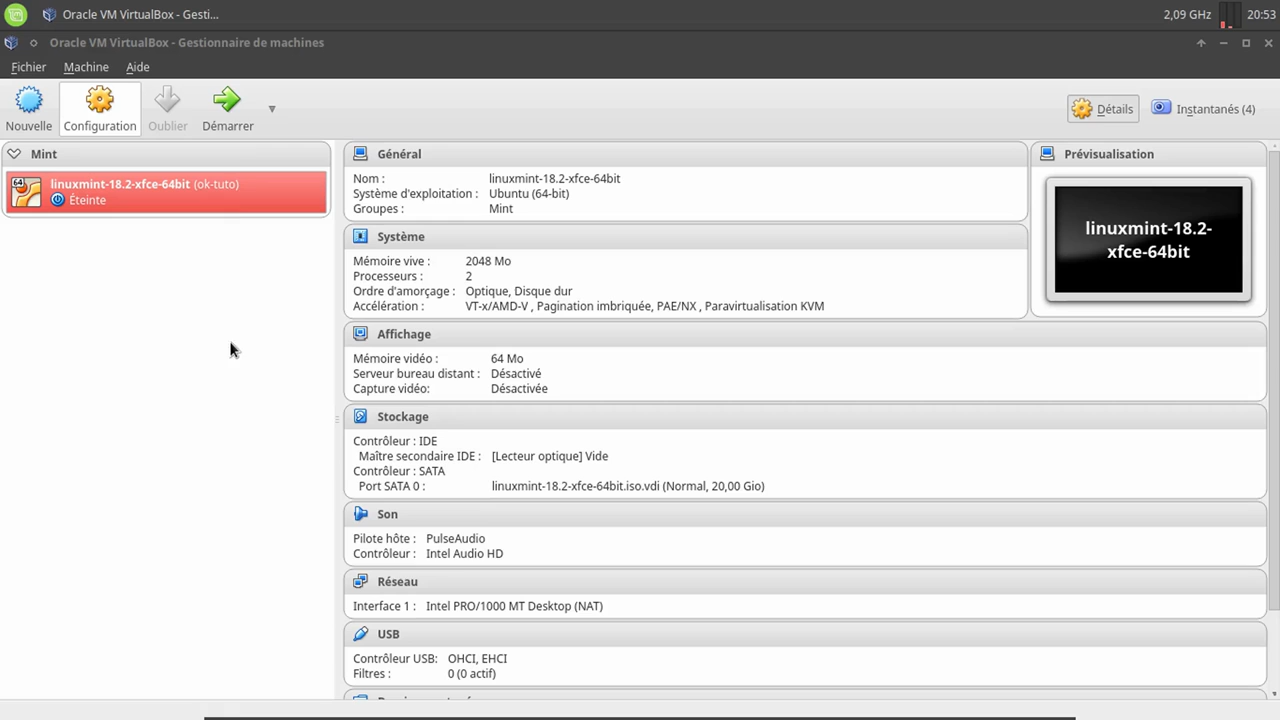 Oracle VM VirtualBox - Gesti...
2,09 GHz
20:53
Oracle VM VirtualBox - Gestionnaire de machines
Fichier Machine Aide
Nouvelle Configuration Oublier Démarrer
Détails Instantanés (4)
Mint
64
linuxmint-18.2-xfce-64bit (ok-tuto)
Éteinte
Général
Nom : linuxmint-18.2-xfce-64bit
Système d'exploitation : Ubuntu (64-bit)
Groupes : Mint
Prévisualisation
linuxmint-18.2-
xfce-64bit
Système
Mémoire vive : 2048 Mo
Processeurs : 2
Ordre d'amorçage : Optique, Disque dur
Accélération : VT-x/AMD-V , Pagination imbriquée, PAE/NX , Paravirtualisation KVM
Affichage
Mémoire vidéo : 64 Mo
Serveur bureau distant : Désactivé
Capture vidéo: Désactivée
Stockage
Contrôleur : IDE
Maître secondaire IDE : [Lecteur optique] Vide
Contrôleur : SATA
Port SATA 0 : linuxmint-18.2-xfce-64bit.iso.vdi (Normal, 20,00 Gio)
Son
Pilote hôte : PulseAudio
Contrôleur : Intel Audio HD
Réseau
Interface 1 : Intel PRO/1000 MT Desktop (NAT)
USB
Contrôleur USB: OHCI, EHCI
Filtres : 0 (0 actif)